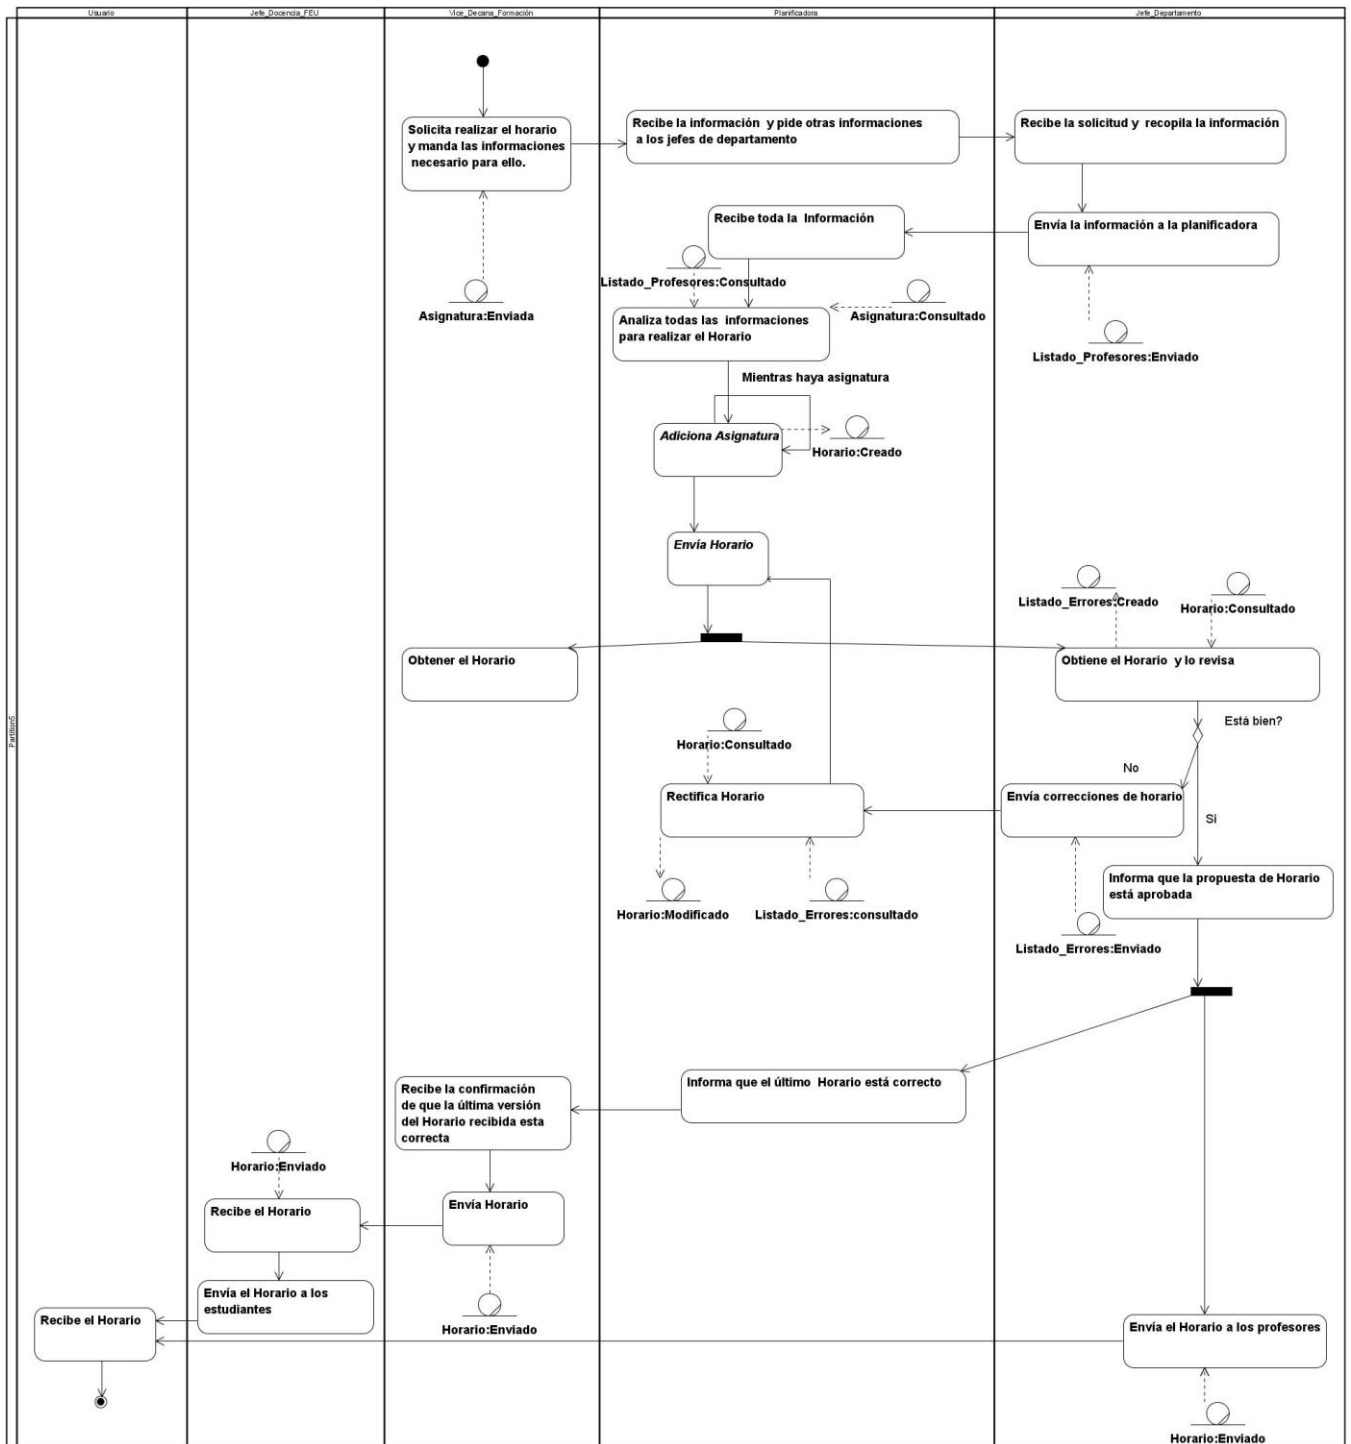 Usuario
Jefe_Docencia_FEU
Vice_Decana_Formación
Planificadora
Jefe_Departamento
Partition5
Solicita realizar el horario
y manda las informaciones
necesario para ello.
Recibe la información y pide otras informaciones
a los jefes de departamento
Recibe la solicitud y recopila la información
Recibe toda la Información
Envía la información a la planificadora
Listado_Profesores:Consultado
Asignatura:Enviada
Analiza todas las informaciones
para realizar el Horario
Asignatura:Consultado
Listado_Profesores:Enviado
Mientras haya asignatura
Adiciona Asignatura
Horario:Creado
Envía Horario
Listado_Errores:Creado
Horario:Consultado
Obtener el Horario
Obtiene el Horario y lo revisa
Está bien?
Horario:Consultado
No
Rectifica Horario
Envía correcciones de horario
Si
Informa que la propuesta de Horario
está aprobada
Horario:Modificado
Listado_Errores:consultado
Listado_Errores:Enviado
Informa que el último Horario está correcto
Recibe la confirmación
de que la última versión
del Horario recibida esta
correcta
Horario:Enviado
Recibe el Horario
Envía Horario
Envía el Horario a los
estudiantes
Recibe el Horario
Horario:Enviado
Envía el Horario a los profesores
Horario:Enviado